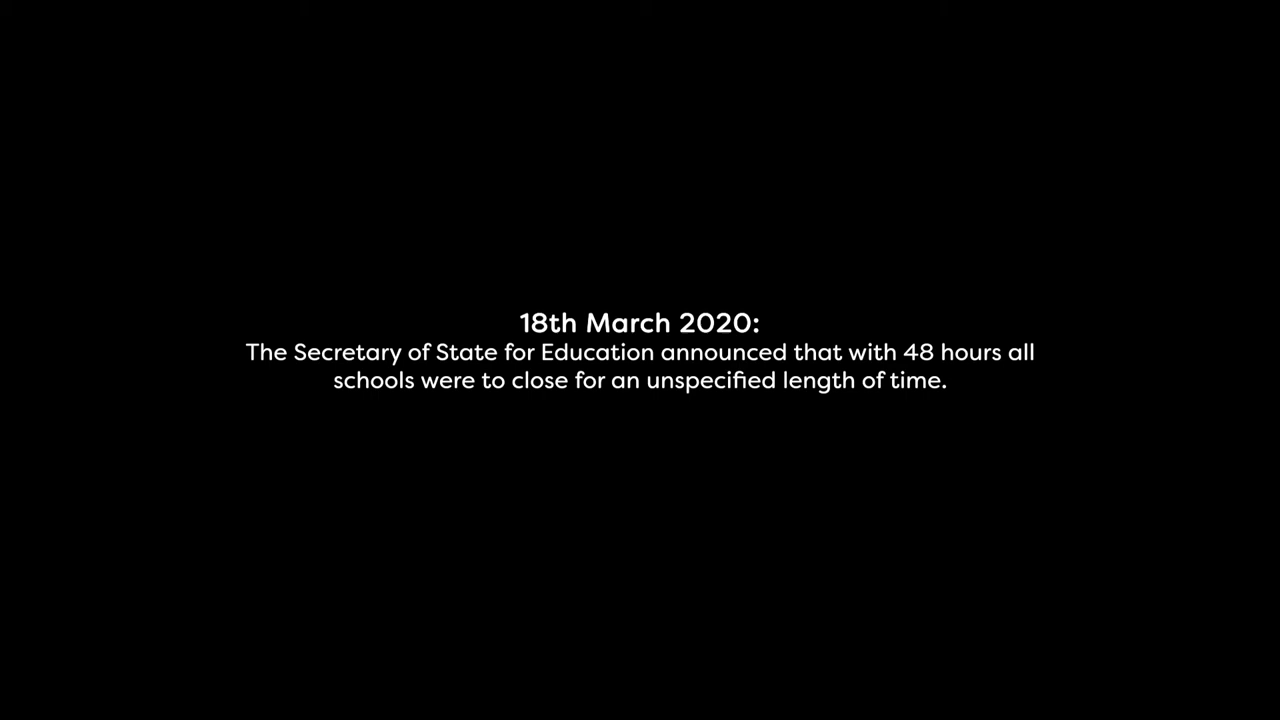 18th March 2020:
The Secretary of State for Education announced that with 48 hours all
schools were to close for an unspecified length of time.